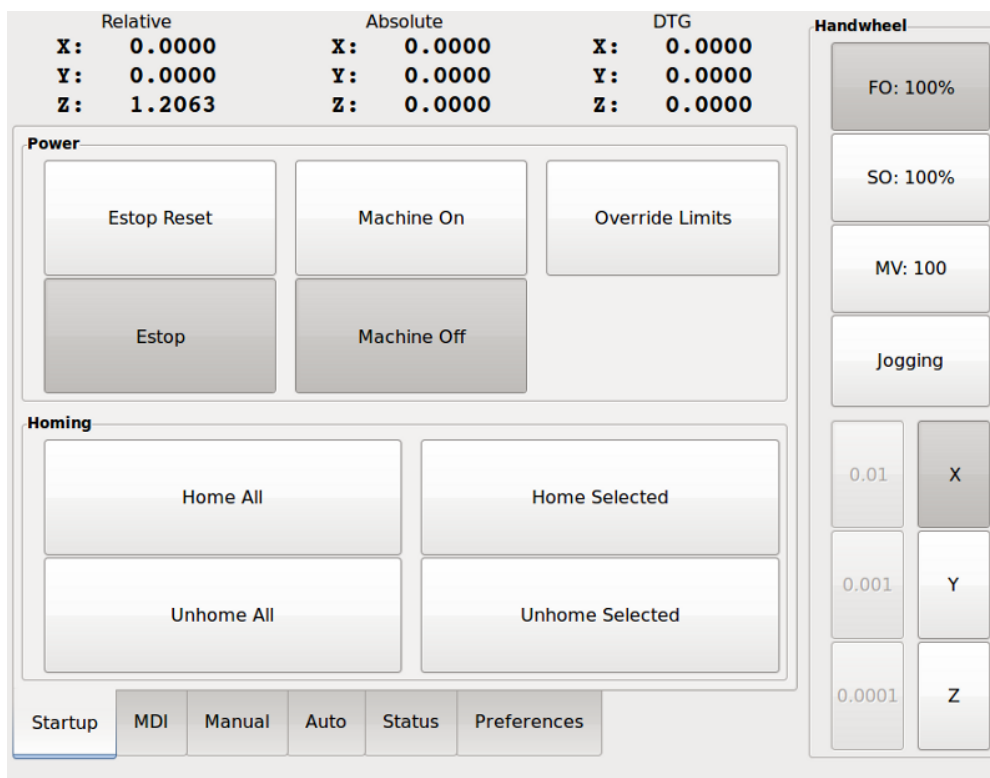 Relative Absolute DTG
X: 0.0000 X: 0.0000 X: 0.0000
Y: 0.0000 Y: 0.0000 Y: 0.0000
Z: 1.2063 Z: 0.0000 Z: 0.0000
Power
Estop Reset Machine On Override Limits
Estop Machine Off
Homing
Home All Home Selected
Unhome All Unhome Selected
Startup MDI Manual Auto Status Preferences
Handwheel
FO: 100%
SO: 100%
MV: 100
Jogging
0.01 X
0.001 Y
0.0001 Z